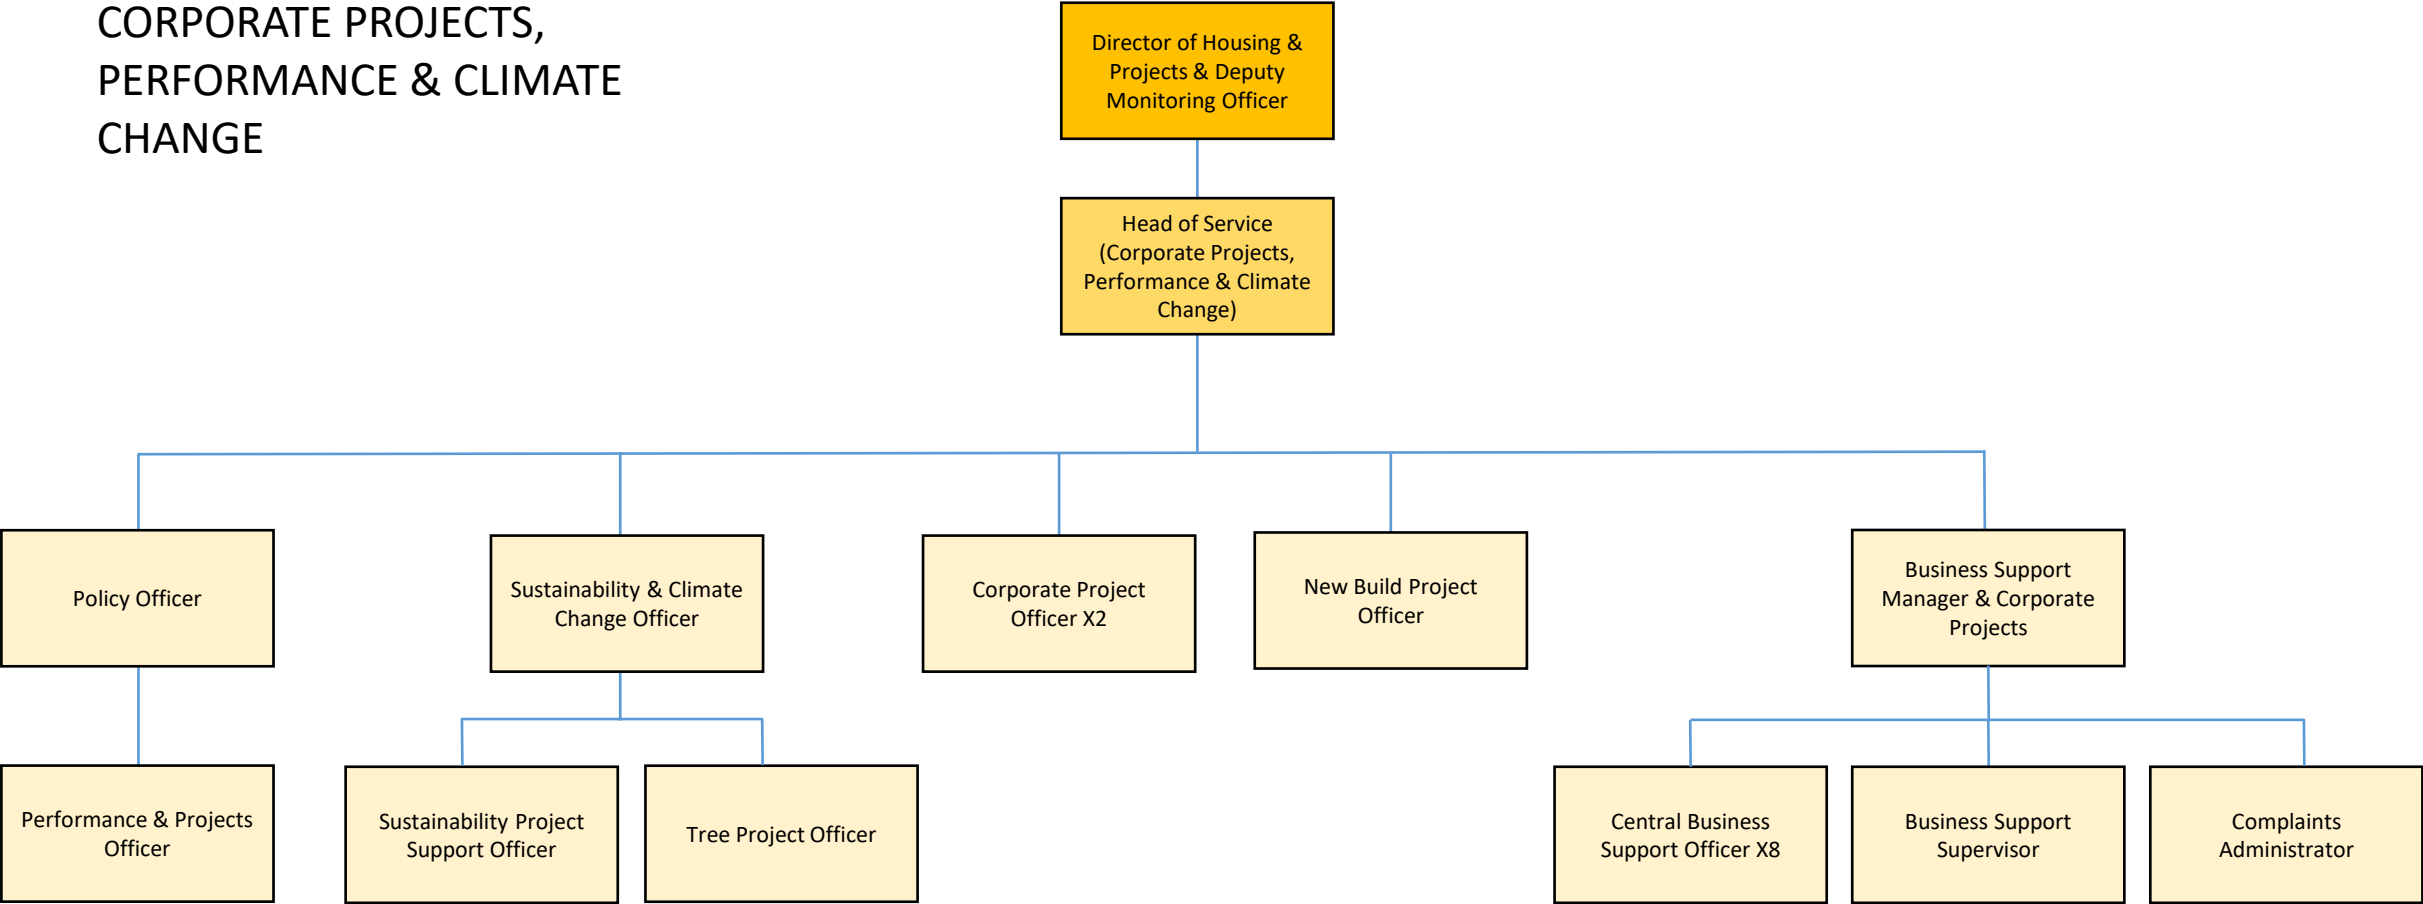 CORPORATE PROJECTS,
PERFORMANCE & CLIMATE
CHANGE
Director of Housing &
Projects & Deputy
Monitoring Officer
Head of Service
(Corporate Projects,
Performance & Climate
Change)
Policy Officer
Sustainability & Climate
Change Officer
Corporate Project
Officer X2
New Build Project
Officer
Business Support
Manager & Corporate
Projects
Performance & Projects
Officer
Sustainability Project
Support Officer
Tree Project Officer
Central Business
Support Officer X8
Business Support
Supervisor
Complaints
Administrator